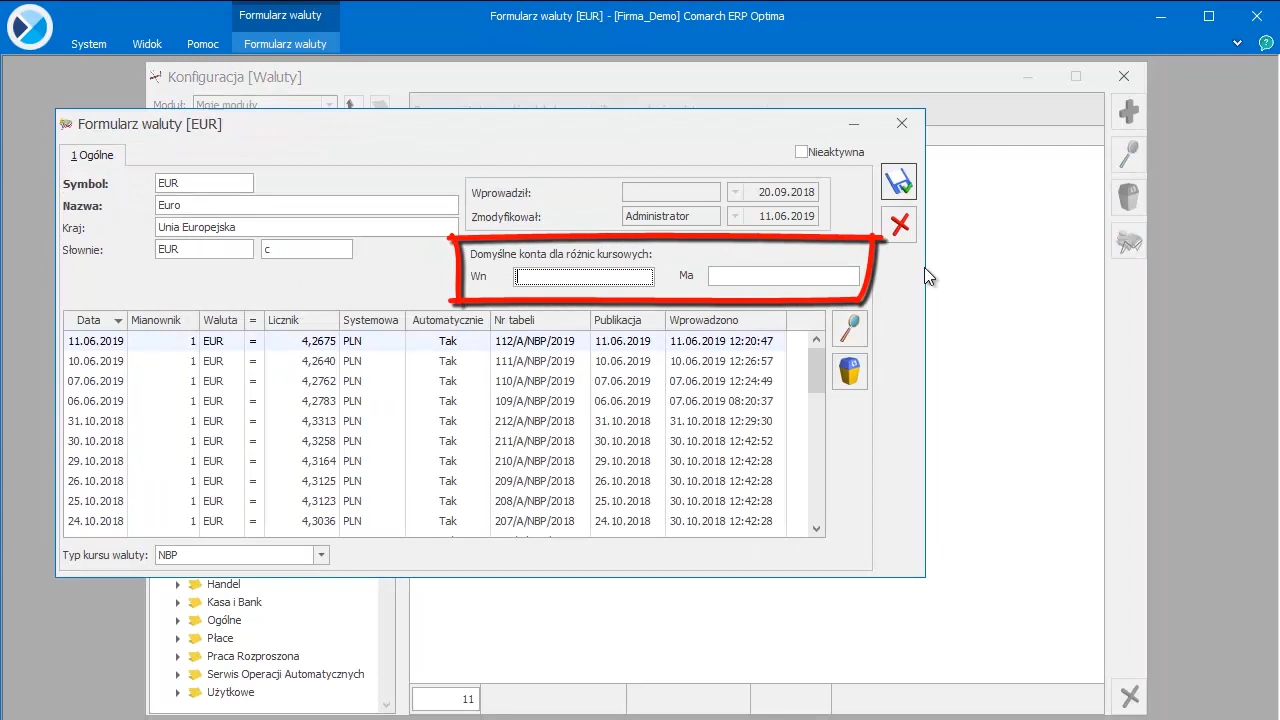 Formularz waluty
Formularz waluty [EUR] - [Firma_Demo] Comarch ERP Optima
System Widok Pomoc Formularz waluty
Konfiguracja [Waluty]
Moduł: Moje moduły
Formularz waluty [EUR]
1 Ogólne
Nieaktywna
Symbol: EUR
Nazwa: Euro
Kraj: Unia Europejska
Słownie: EUR c
Wprowadził: 20.09.2018
Zmodyfikował: Administrator 11.06.2019
Domyślne konta dla różnic kursowych:
Wn Ma
Data Mianownik Waluta = Licznik Systemowa Automatycznie Nr tabeli Publikacja Wprowadzono
11.06.2019 1 EUR = 4,2675 PLN Tak 112/A/NBP/2019 11.06.2019 11.06.2019 12:20:47
10.06.2019 1 EUR = 4,2640 PLN Tak 111/A/NBP/2019 10.06.2019 10.06.2019 12:26:57
07.06.2019 1 EUR = 4,2762 PLN Tak 110/A/NBP/2019 07.06.2019 07.06.2019 12:24:49
06.06.2019 1 EUR = 4,2783 PLN Tak 109/A/NBP/2019 06.06.2019 07.06.2019 08:20:37
31.10.2018 1 EUR = 4,3313 PLN Tak 212/A/NBP/2018 31.10.2018 31.10.2018 12:29:30
30.10.2018 1 EUR = 4,3258 PLN Tak 211/A/NBP/2018 30.10.2018 30.10.2018 12:42:52
29.10.2018 1 EUR = 4,3164 PLN Tak 210/A/NBP/2018 29.10.2018 30.10.2018 12:42:28
26.10.2018 1 EUR = 4,3125 PLN Tak 209/A/NBP/2018 26.10.2018 30.10.2018 12:42:28
25.10.2018 1 EUR = 4,3123 PLN Tak 208/A/NBP/2018 25.10.2018 30.10.2018 12:42:28
24.10.2018 1 EUR = 4,3036 PLN Tak 207/A/NBP/2018 24.10.2018 30.10.2018 12:42:28
Typ kursu waluty: NBP
Handel
Kasa i Bank
Ogólne
Płace
Praca Rozproszona
Serwis Operacji Automatycznych
Użytkowe
11